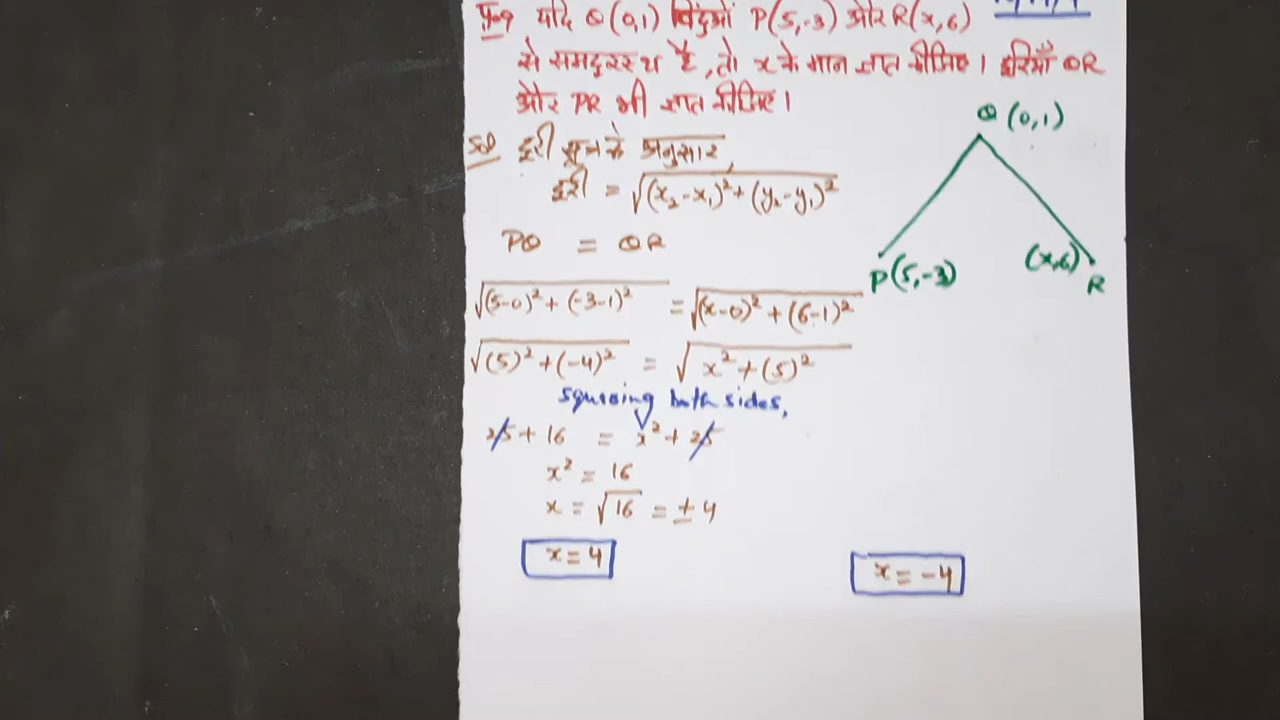 प्र०9 यदि Q(0,1) बिंदुओं P(5,-3) और R(x,6)
से समदूरस्थ है, तो x के मान ज्ञात कीजिए। दूरियाँ QR
और PR भी ज्ञात कीजिए।
Q (0,1)
Sol दूरी सूत्र के अनुसार,
दूरी = √(x₂-x₁)²+(y₂-y₁)²
PQ = QR
P(5,-3)
(x,6)
R
√(5-0)²+(-3-1)² = √(x-0)²+(6-1)²
√(5)²+(-4)² = √x²+(5)²
squaring both sides,
25+16 = x²+25
x² = 16
x = √16 = ±4
x=4
x=-4